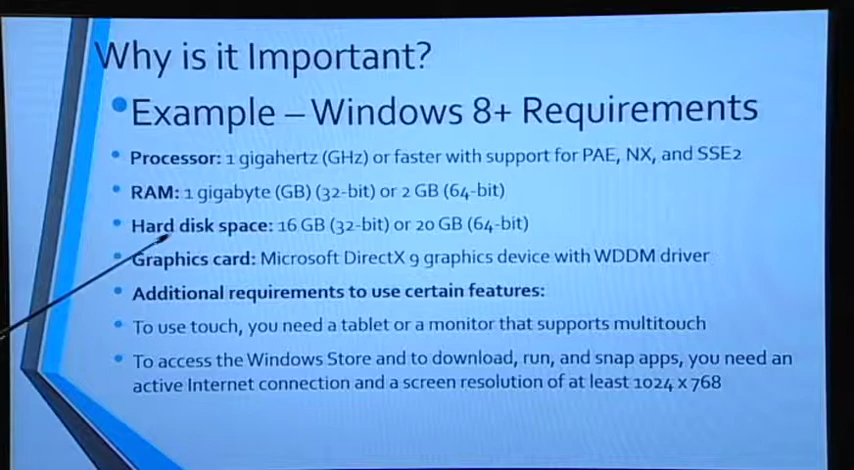 Why is it Important?
Example – Windows 8+ Requirements
Processor: 1 gigahertz (GHz) or faster with support for PAE, NX, and SSE2
RAM: 1 gigabyte (GB) (32-bit) or 2 GB (64-bit)
Hard disk space: 16 GB (32-bit) or 20 GB (64-bit)
Graphics card: Microsoft DirectX 9 graphics device with WDDM driver
Additional requirements to use certain features:
To use touch, you need a tablet or a monitor that supports multitouch
To access the Windows Store and to download, run, and snap apps, you need an
active Internet connection and a screen resolution of at least 1024 x 768